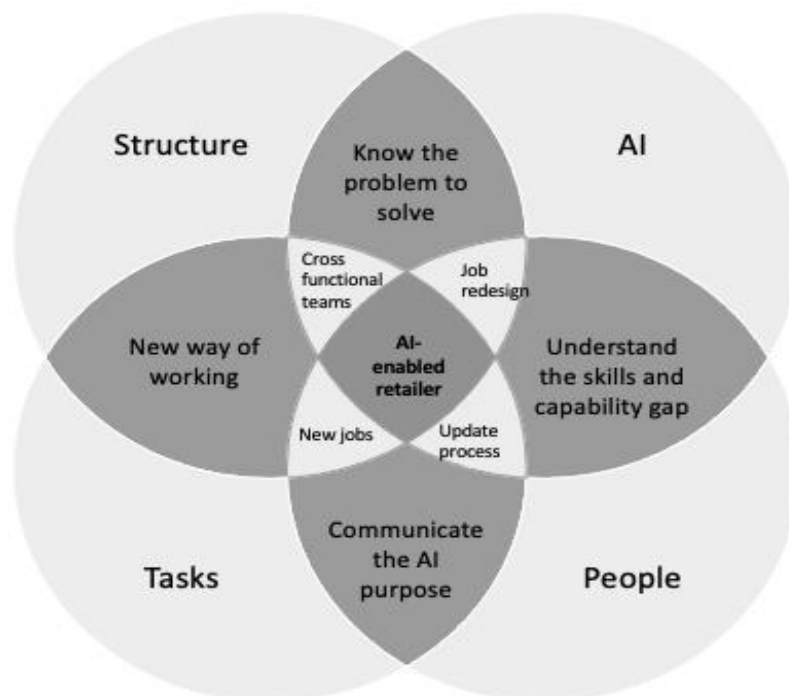 Structure
AI
Know the
problem to
solve
Cross
functional
teams
Job
redesign
New way of
working
AI-
enabled
retailer
Understand
the skills and
capability gap
New jobs
Update
process
Communicate
the AI
purpose
Tasks
People